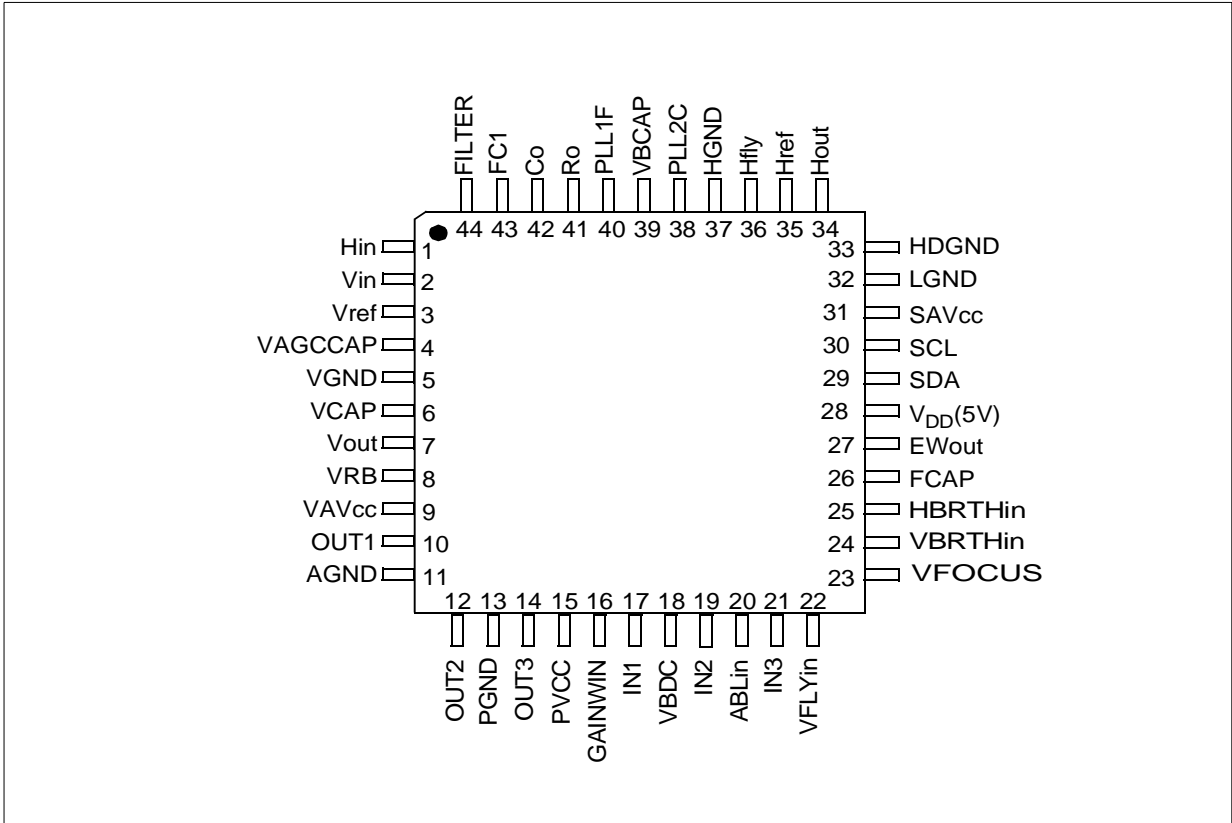 FILTER
FC1
Co
Ro
PLL1F
VBCAP
PLL2C
HGND
Hfly
Href
Hout
44 43 42 41 40 39 38 37 36 35 34
Hin 1
Vin 2
Vref 3
VAGCCAP 4
VGND 5
VCAP 6
Vout 7
VRB 8
VAVcc 9
OUT1 10
AGND 11
33 HDGND
32 LGND
31 SAVcc
30 SCL
29 SDA
28 VDD(5V)
27 EWout
26 FCAP
25 HBRTHin
24 VBRTHin
23 VFOCUS
12 13 14 15 16 17 18 19 20 21 22
OUT2
PGND
OUT3
PVCC
GAINWIN
IN1
VBDC
IN2
ABLin
IN3
VFLYin